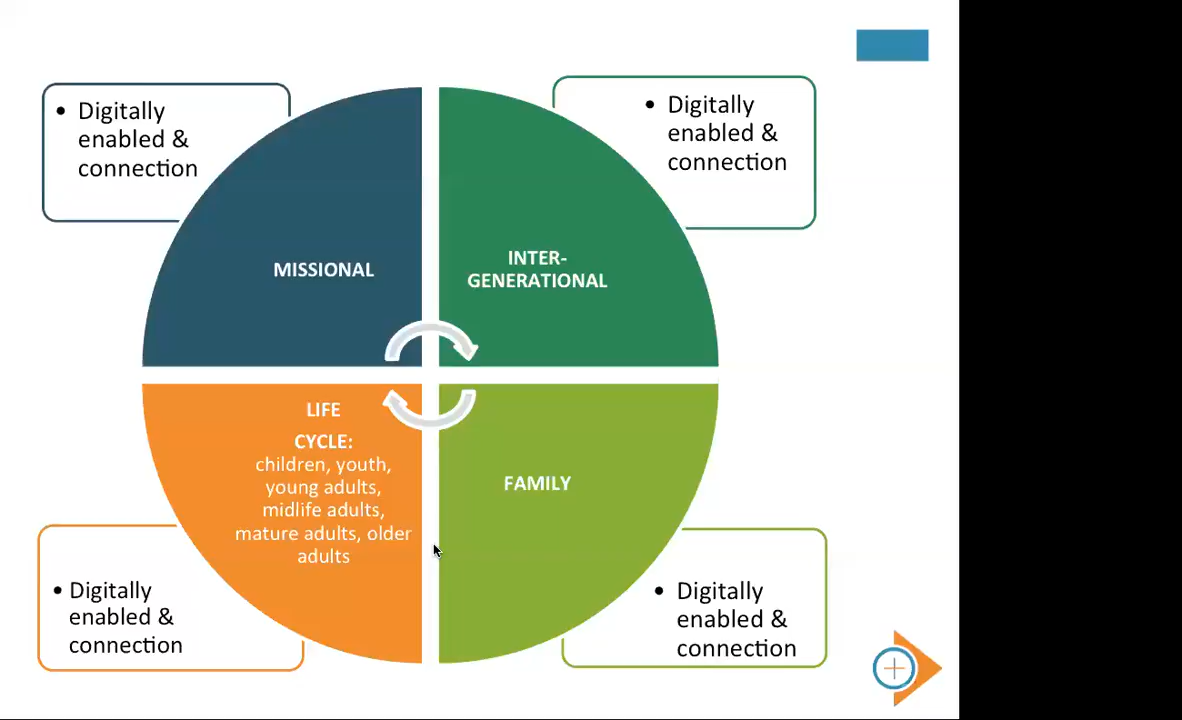 • Digitally
enabled &
connection
• Digitally
enabled &
connection
MISSIONAL
INTER-
GENERATIONAL
LIFE
CYCLE:
children, youth,
young adults,
midlife adults,
mature adults, older
adults
FAMILY
• Digitally
enabled &
connection
• Digitally
enabled &
connection